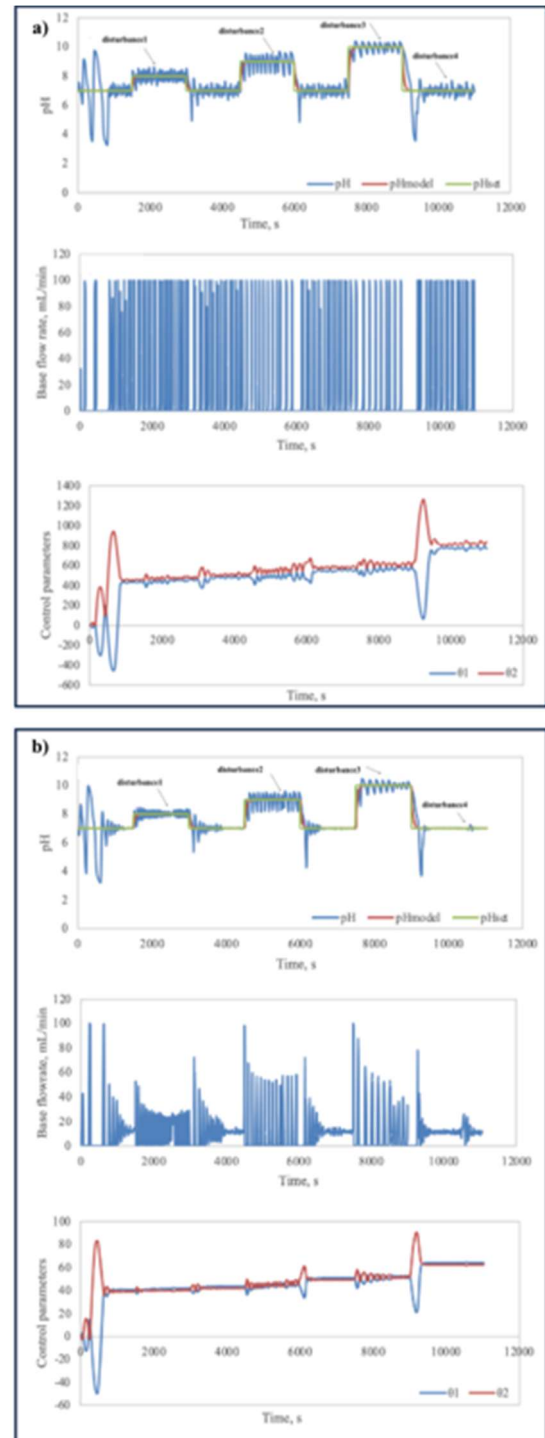 a)
disturbance1
disturbance2
disturbance3
disturbance4
12
10
8
6
4
2
0
pH
0 2000 4000 6000 8000 10000 12000
pH pHmodel pHset
Time, s
120
100
80
60
40
20
0
Base flow rate, mL/min
0 2000 4000 6000 8000 10000 12000
Time, s
1400
1200
1000
800
600
400
200
0
-200
-400
-600
Control parameters
0 2000 4000 6000 8000 10000 12000
Time, s
θ1 θ2
b)
disturbance1
disturbance2
disturbance3
disturbance4
12
10
8
6
4
2
0
pH
pH pHmodel pHset
0 2000 4000 6000 8000 10000 12000
Time, s
120
100
80
60
40
20
0
Base flowrate, mL/min
0 2000 4000 6000 8000 10000 12000
Time, s
100
80
60
40
20
0
-20
-40
-60
Control parameters
0 2000 4000 6000 8000 10000 12000
θ1 θ2
Time, s